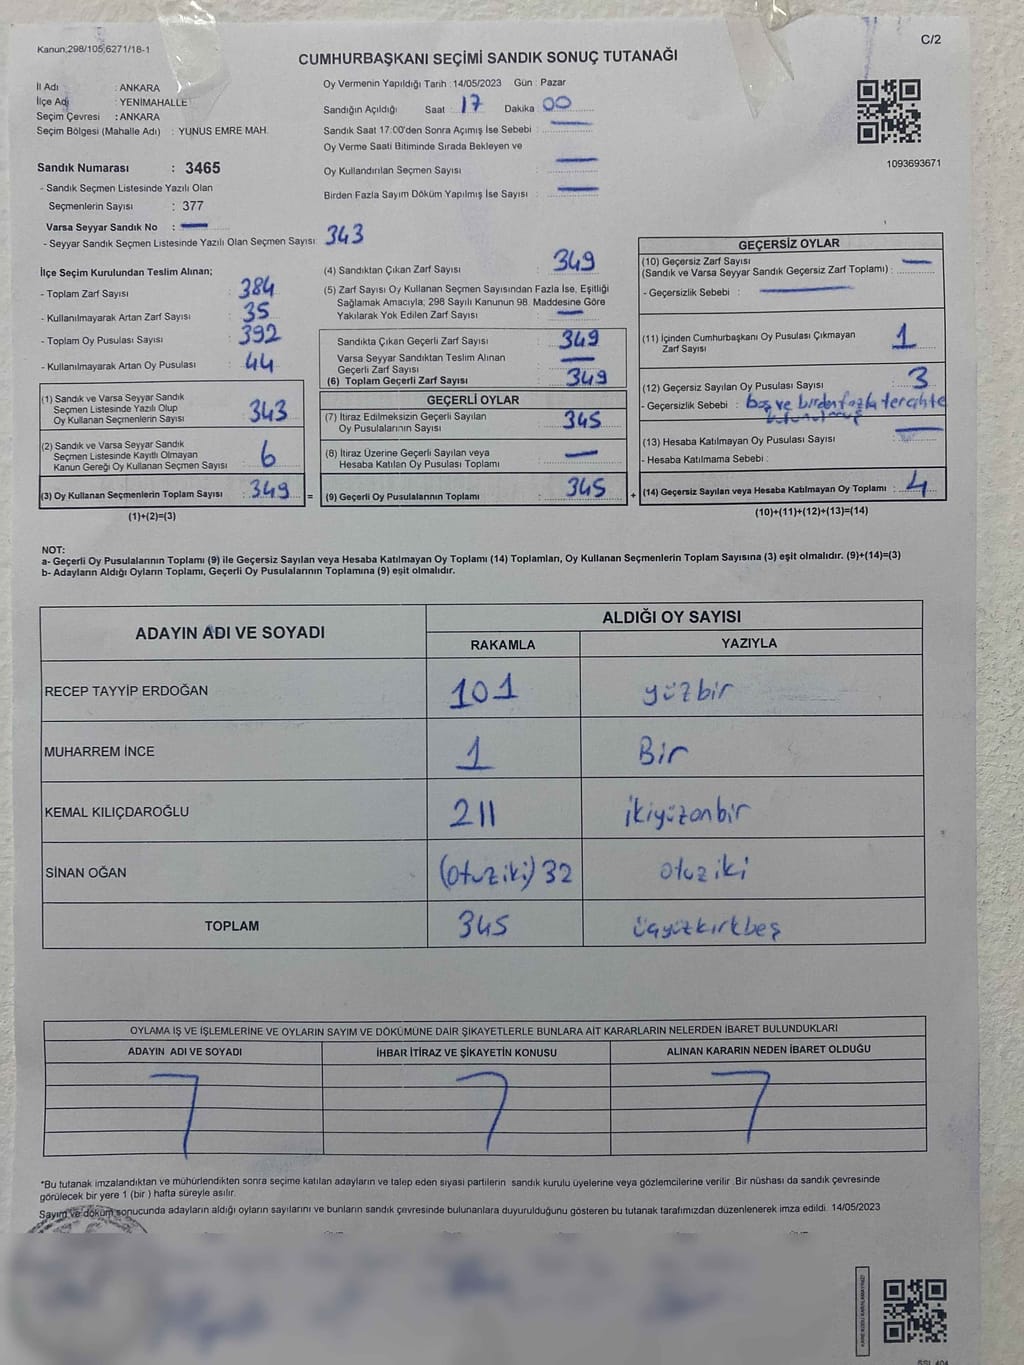 Kanun,298/105,6271/18-1
C/2
CUMHURBAŞKANI SEÇİMİ SANDIK SONUÇ TUTANAĞI
İl Adı : ANKARA
İlçe Adı : YENİMAHALLE
Seçim Çevresi : ANKARA
Seçim Bölgesi (Mahalle Adı) : YUNUS EMRE MAH.
Oy Vermenin Yapıldığı Tarih : 14/05/2023 Gün : Pazar
Sandığın Açıldığı Saat 17 Dakika 00
Sandık Saat 17:00'den Sonra Açımış İse Sebebi : —
Oy Verme Saati Bitiminde Sırada Bekleyen ve
Oy Kullandırılan Seçmen Sayısı : —
Birden Fazla Sayım Döküm Yapılmış İse Sayısı : —
1093693671
Sandık Numarası : 3465
- Sandık Seçmen Listesinde Yazılı Olan
Seçmenlerin Sayısı : 377
Varsa Seyyar Sandık No : —
- Seyyar Sandık Seçmen Listesinde Yazılı Olan Seçmen Sayısı: 343
İlçe Seçim Kurulundan Teslim Alınan;
- Toplam Zarf Sayısı : 384
- Kullanılmayarak Artan Zarf Sayısı : 35
- Toplam Oy Pusulası Sayısı : 392
- Kullanılmayarak Artan Oy Pusulası : 44
(1) Sandık ve Varsa Seyyar Sandık
Seçmen Listesinde Yazılı Olup
Oy Kullanan Seçmenlerin Sayısı : 343
(2) Sandık ve Varsa Seyyar Sandık
Seçmen Listesinde Kayıtlı Olmayan
Kanun Gereği Oy Kullanan Seçmen Sayısı : 6
(3) Oy Kullanan Seçmenlerin Toplam Sayısı : 349 =
(1)+(2)=(3)
(4) Sandıktan Çıkan Zarf Sayısı : 349
(5) Zarf Sayısı Oy Kullanan Seçmen Sayısından Fazla İse, Eşitliği
Sağlamak Amacıyla, 298 Sayılı Kanunun 98. Maddesine Göre
Yakılarak Yok Edilen Zarf Sayısı : —
Sandıkta Çıkan Geçerli Zarf Sayısı : 349
Varsa Seyyar Sandıktan Teslim Alınan
Geçerli Zarf Sayısı : —
(6) Toplam Geçerli Zarf Sayısı : 349
GEÇERLİ OYLAR
(7) İtiraz Edilmeksizin Geçerli Sayılan
Oy Pusulalarının Sayısı : 345
(8) İtiraz Üzerine Geçerli Sayılan veya
Hesaba Katılan Oy Pusulası Toplamı : —
(9) Geçerli Oy Pusulalarının Toplamı : 345 +
GEÇERSİZ OYLAR
(10) Geçersiz Zarf Sayısı
(Sandık ve Varsa Seyyar Sandık Geçersiz Zarf Toplamı) : —
- Geçersizlik Sebebi : —
(11) İçinden Cumhurbaşkanı Oy Pusulası Çıkmayan
Zarf Sayısı : 1
(12) Geçersiz Sayılan Oy Pusulası Sayısı : 3
- Geçersizlik Sebebi : boş ve birden fazla tercihte
bulunulmuş
(13) Hesaba Katılmayan Oy Pusulası Sayısı : —
- Hesaba Katılmama Sebebi :
(14) Geçersiz Sayılan veya Hesaba Katılmayan Oy Toplamı : 4
(10)+(11)+(12)+(13)=(14)
NOT:
a- Geçerli Oy Pusulalarının Toplamı (9) ile Geçersiz Sayılan veya Hesaba Katılmayan Oy Toplamı (14) Toplamları, Oy Kullanan Seçmenlerin Toplam Sayısına (3) eşit olmalıdır. (9)+(14)=(3)
b- Adayların Aldığı Oyların Toplamı, Geçerli Oy Pusulalarının Toplamına (9) eşit olmalıdır.
ADAYIN ADI VE SOYADI ALDIĞI OY SAYISI
RAKAMLA YAZIYLA
RECEP TAYYİP ERDOĞAN 101 yüzbir
MUHARREM İNCE 1 Bir
KEMAL KILIÇDAROĞLU 211 ikiyüzonbir
SİNAN OĞAN (otuziki) 32 otuziki
TOPLAM 345 üçyüzkırkbeş
OYLAMA İŞ VE İŞLEMLERİNE VE OYLARIN SAYIM VE DÖKÜMÜNE DAİR ŞİKAYETLERLE BUNLARA AİT KARARLARIN NELERDEN İBARET BULUNDUKLARI
ADAYIN ADI VE SOYADI İHBAR İTİRAZ VE ŞİKAYETİN KONUSU ALINAN KARARIN NEDEN İBARET OLDUĞU
*Bu tutanak imzalandıktan ve mühürlendikten sonra seçime katılan adayların ve talep eden siyasi partilerin sandık kurulu üyelerine veya gözlemcilerine verilir .Bir nüshası da sandık çevresinde
görülecek bir yere 1 (bir ) hafta süreyle asılır.
Sayım ve döküm sonucunda adayların aldığı oyların sayılarını ve bunların sandık çevresinde bulunanlara duyurulduğunu gösteren bu tutanak tarafımızdan düzenlenerek imza edildi. 14/05/2023